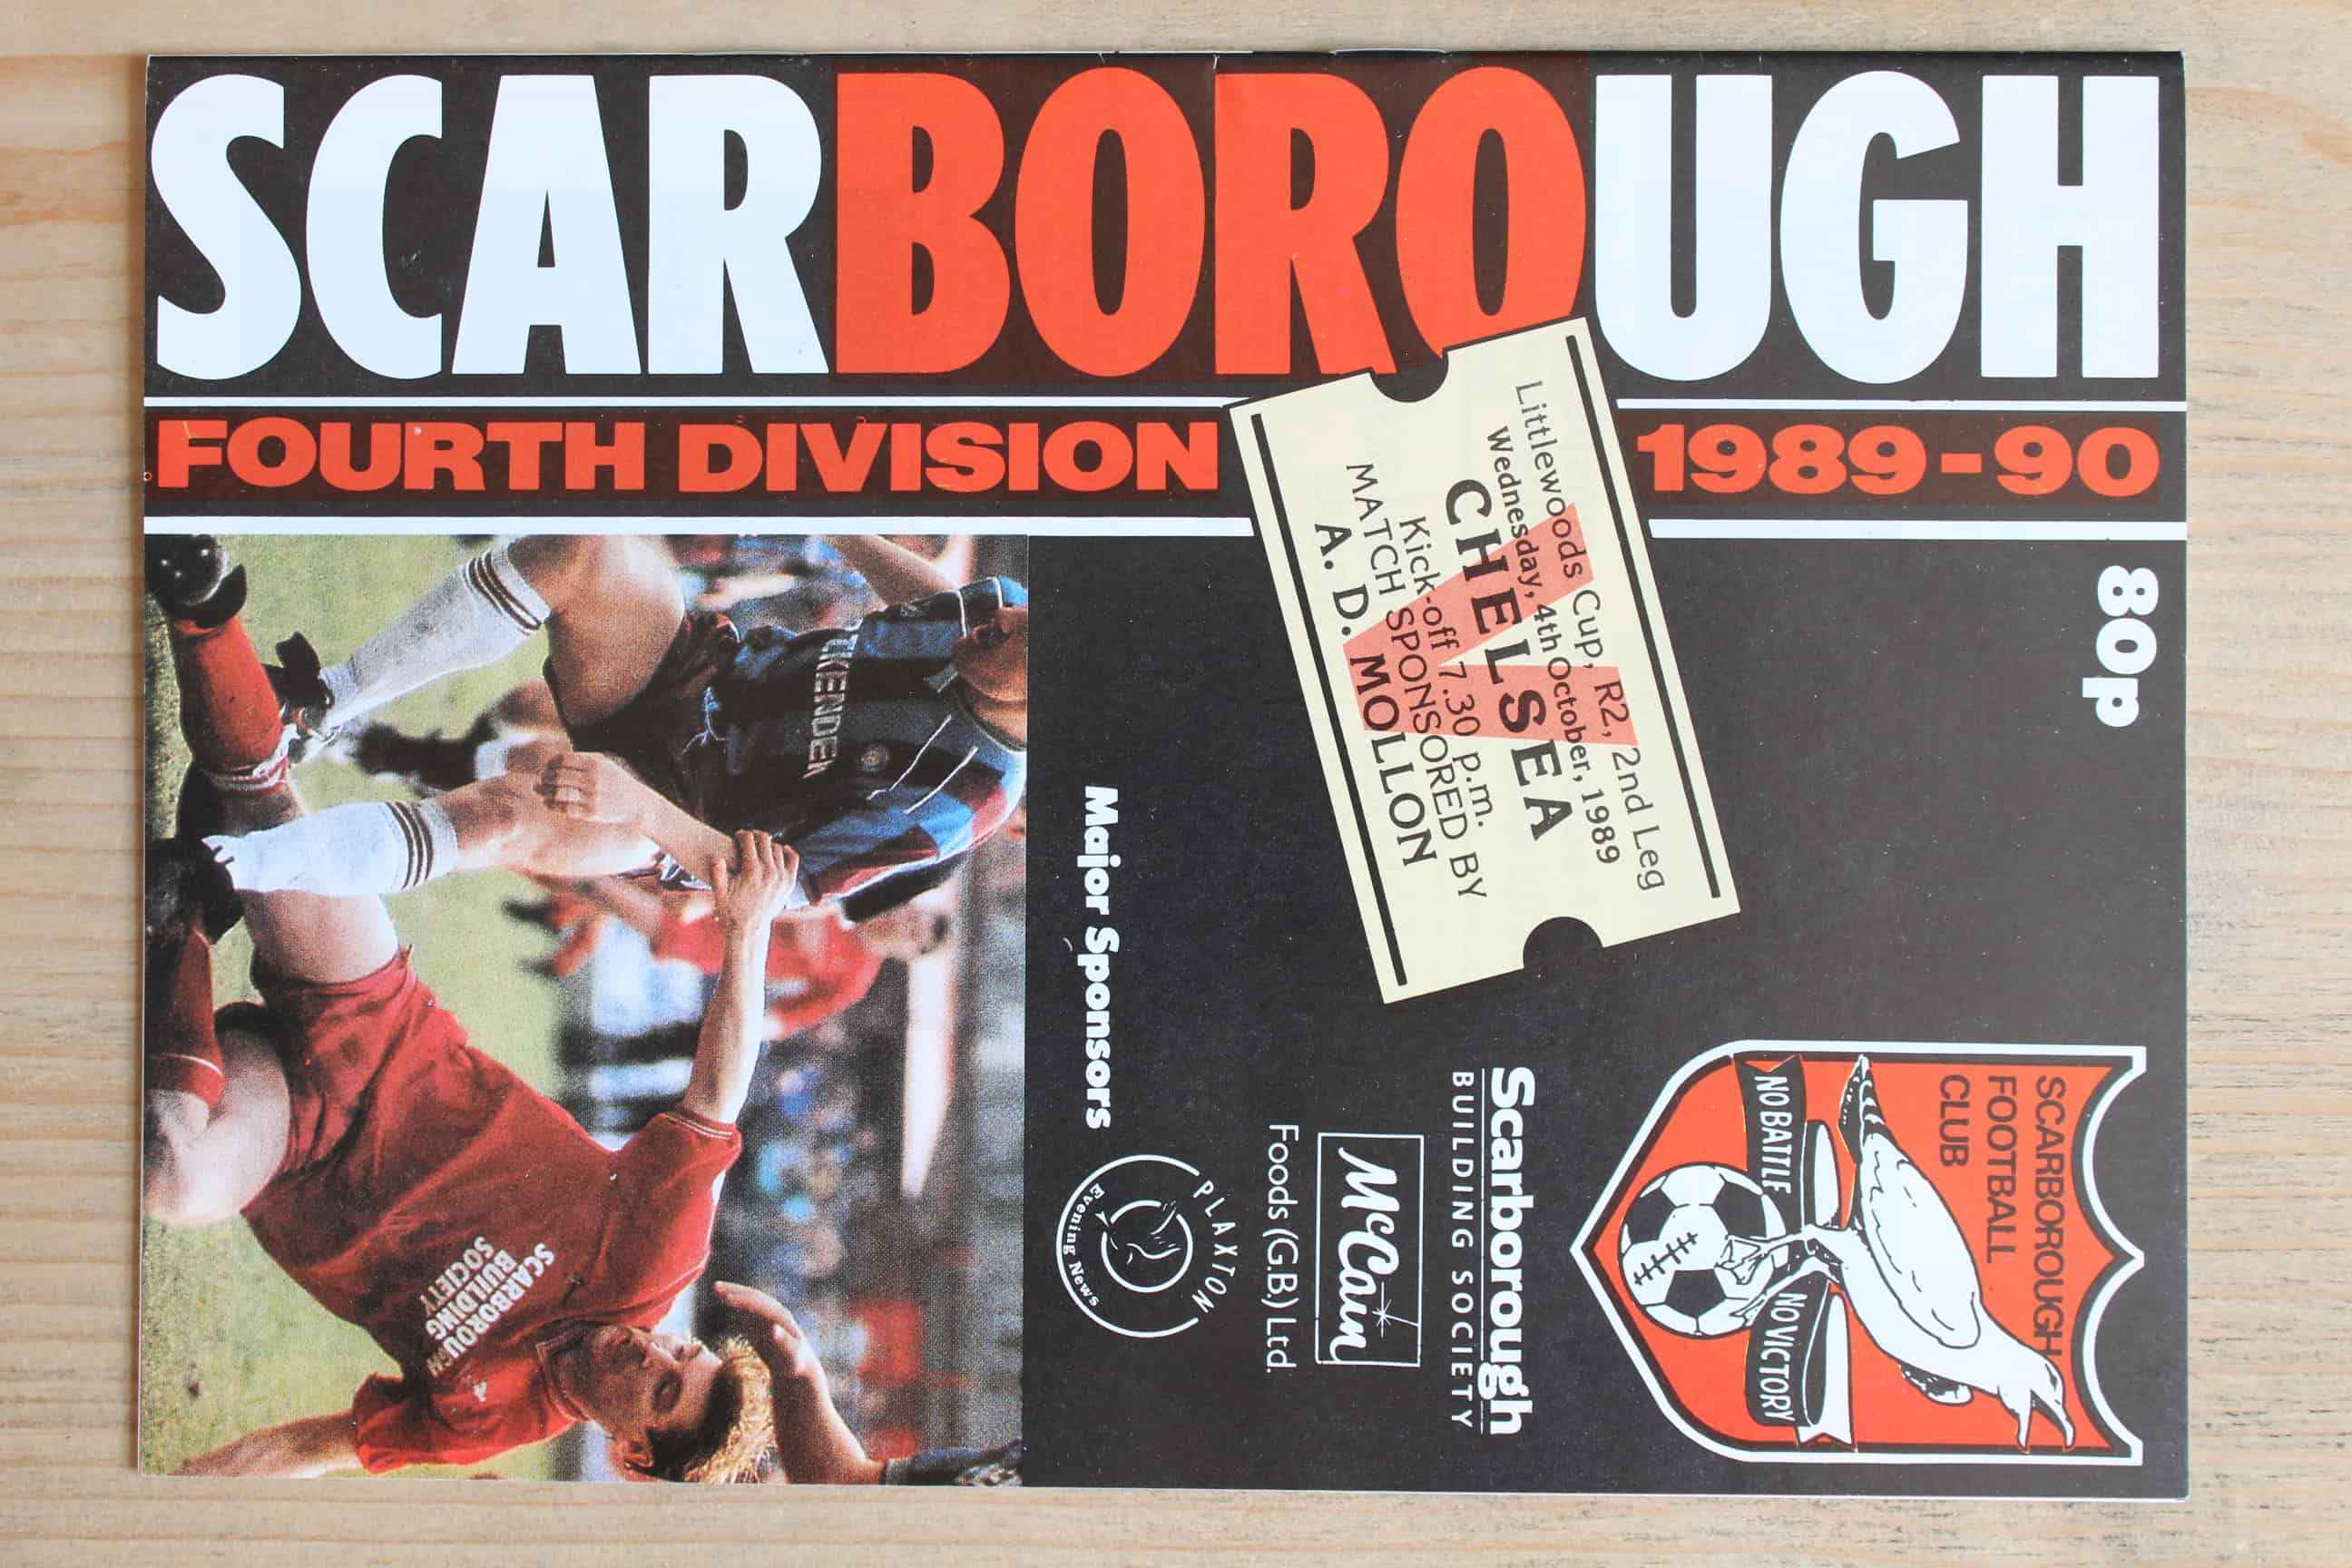 SCARBOROUGH
FOURTH DIVISION
1989-90
80p
Littlewoods Cup, R2, 2nd Leg
Wednesday, 4th October, 1989
V
CHELSEA
Kick-off 7.30 p.m.
MATCH SPONSORED BY
A. D. MOLLON
SCARBOROUGH
FOOTBALL
CLUB
NO BATTLE
NO VICTORY
Scarborough
BUILDING SOCIETY
McCain
Foods (G.B.) Ltd.
PLAXTON
Evening News
Major Sponsors
SCARBOROUGH
BUILDING
SOCIETY